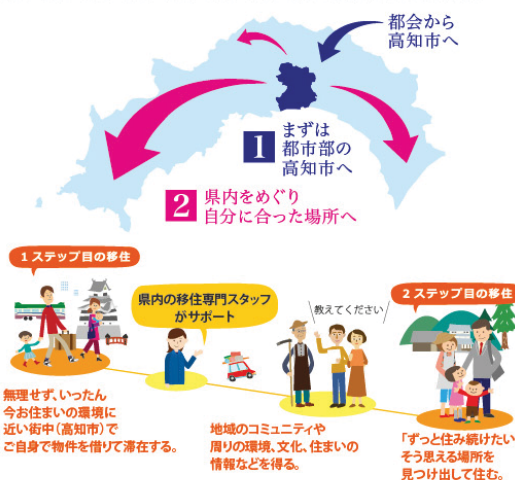 都会から
高知市へ
1 まずは
都市部の
高知市へ
2 県内をめぐり
自分に合った場所へ
1ステップ目の移住
県内の移住専門スタッフ
がサポート
教えてください
2ステップ目の移住
無理せず、いったん
今お住まいの環境に
近い街中(高知市)で
ご自身で物件を借りて滞在する。
地域のコミュニティや
周りの環境、文化、住まいの
情報などを得る。
「ずっと住み続けたい
そう思える場所を
見つけ出して住む。